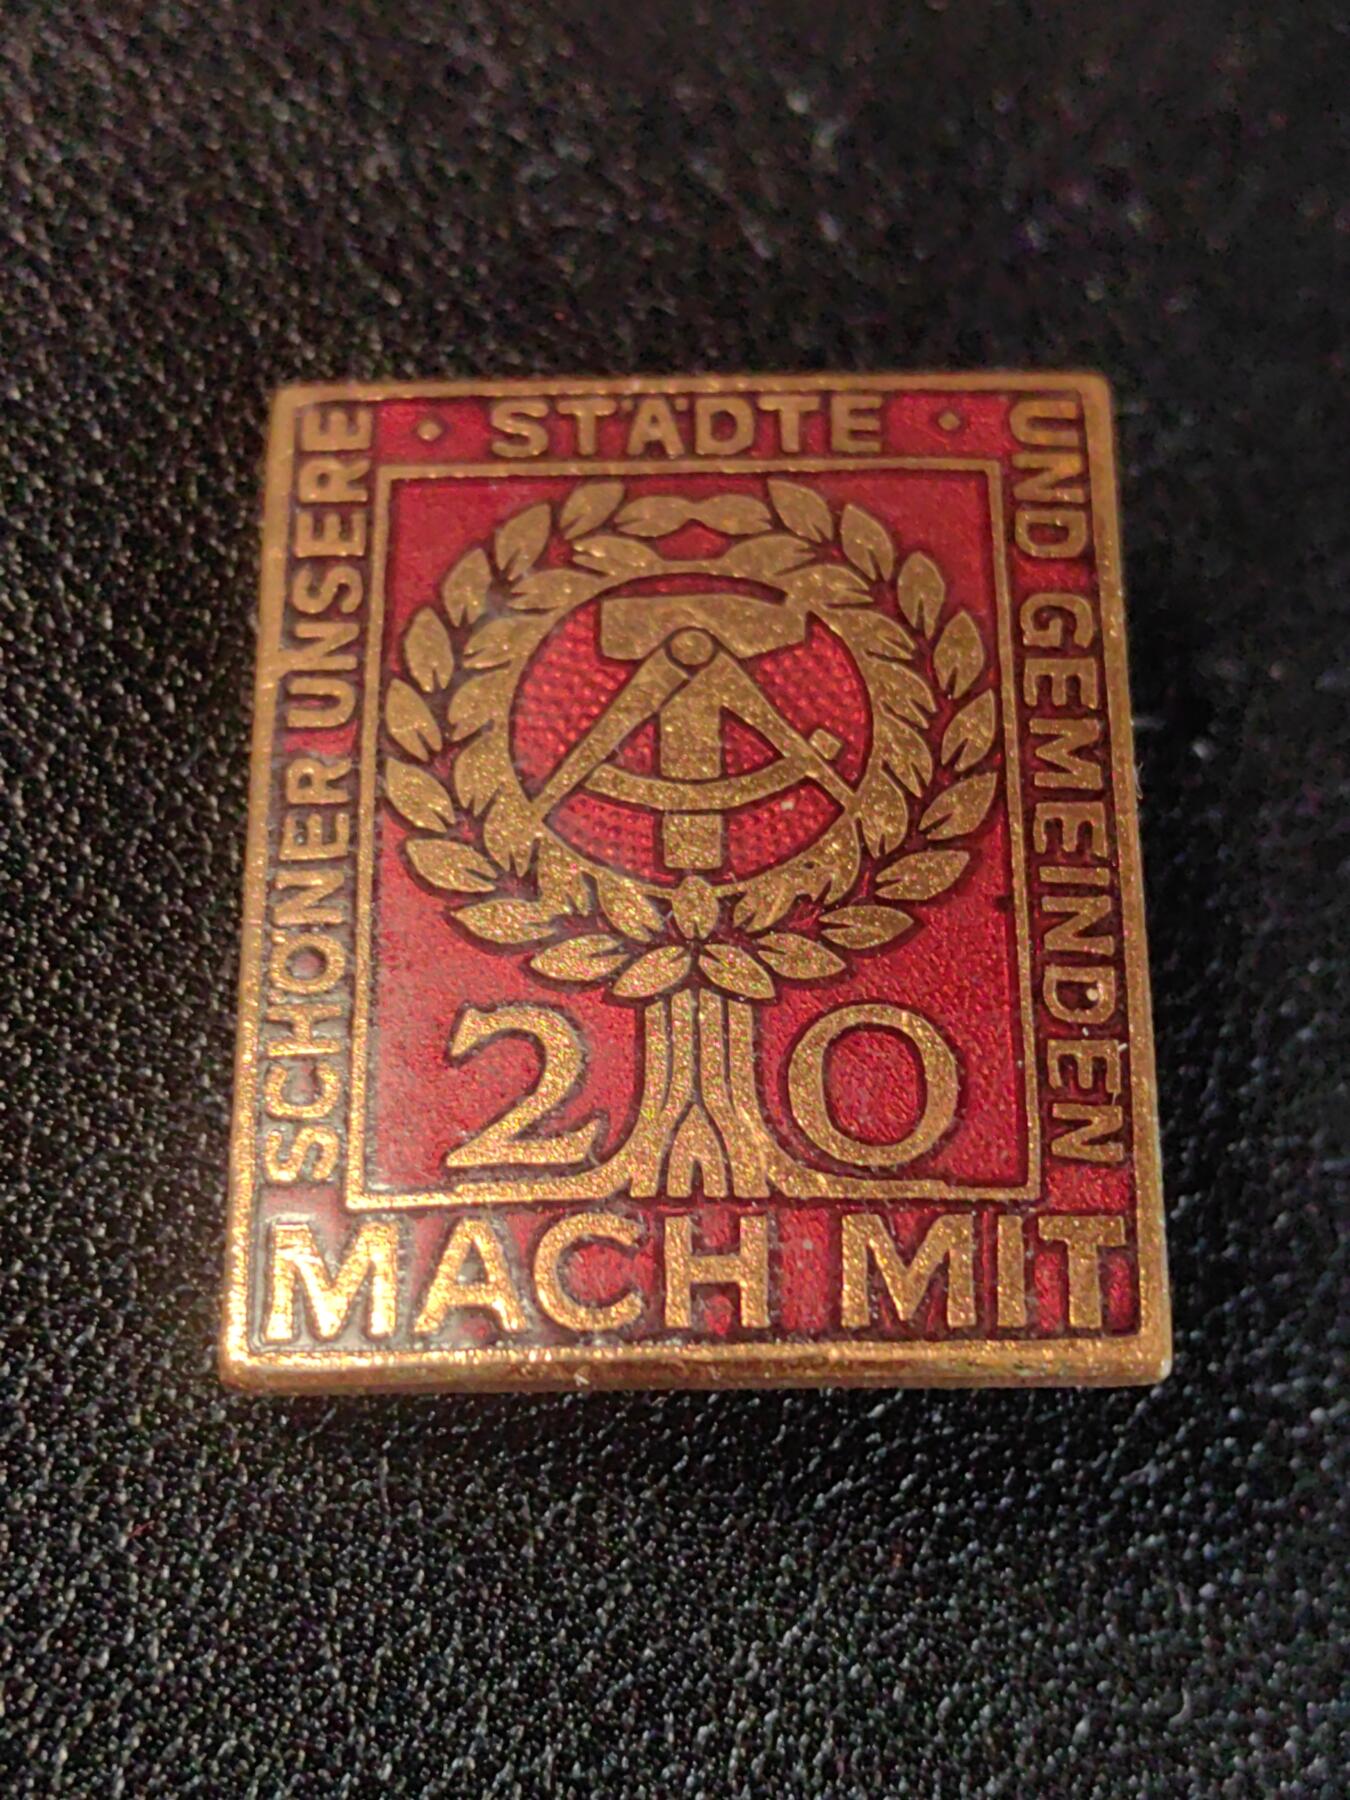 SCHÖNER UNSERE
· STÄDTE ·
UND GEMEINDEN
20
MACH MIT